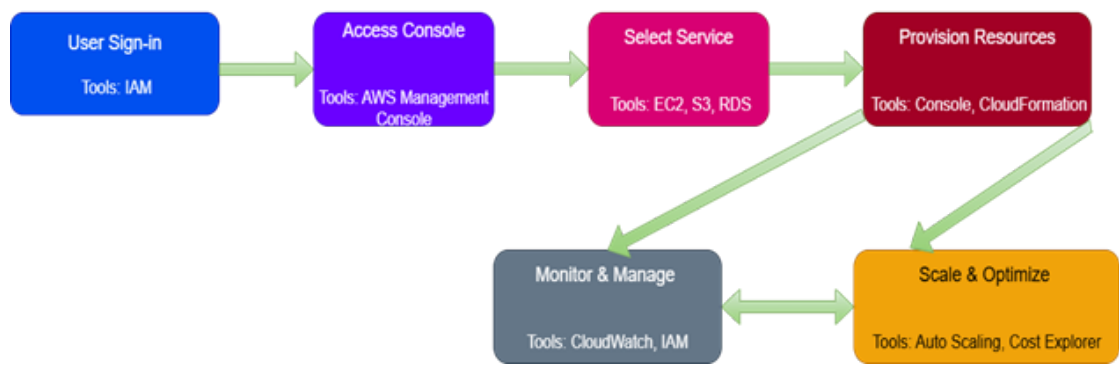 User Sign-in
Tools: IAM
Access Console
Tools: AWS Management
Console
Select Service
Tools: EC2, S3, RDS
Provision Resources
Tools: Console, CloudFormation
Monitor & Manage
Tools: CloudWatch, IAM
Scale & Optimize
Tools: Auto Scaling, Cost Explorer